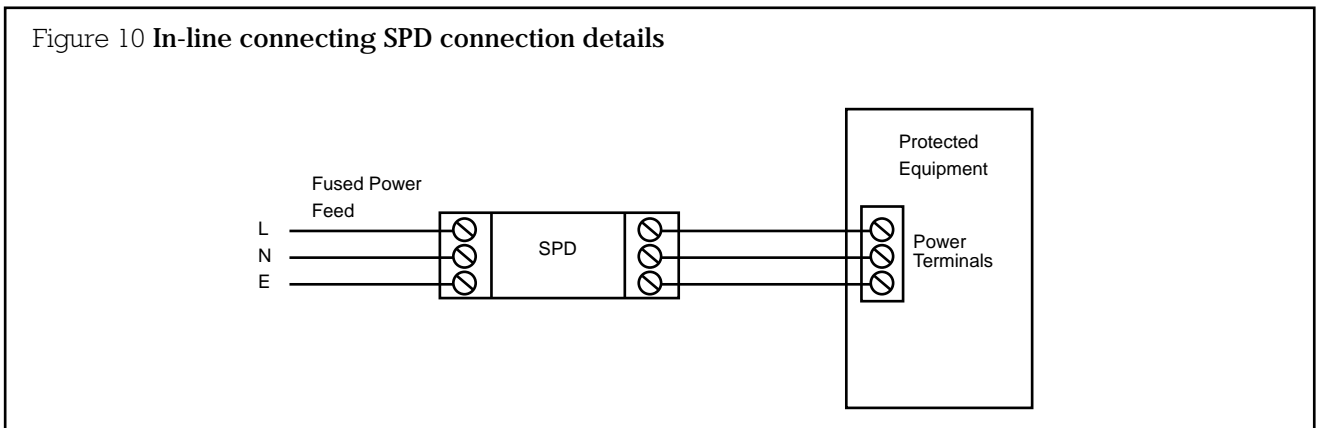 Figure 10 In-line connecting SPD connection details
Protected
Equipment
Fused Power
Feed
L
N
E
SPD
Power
Terminals